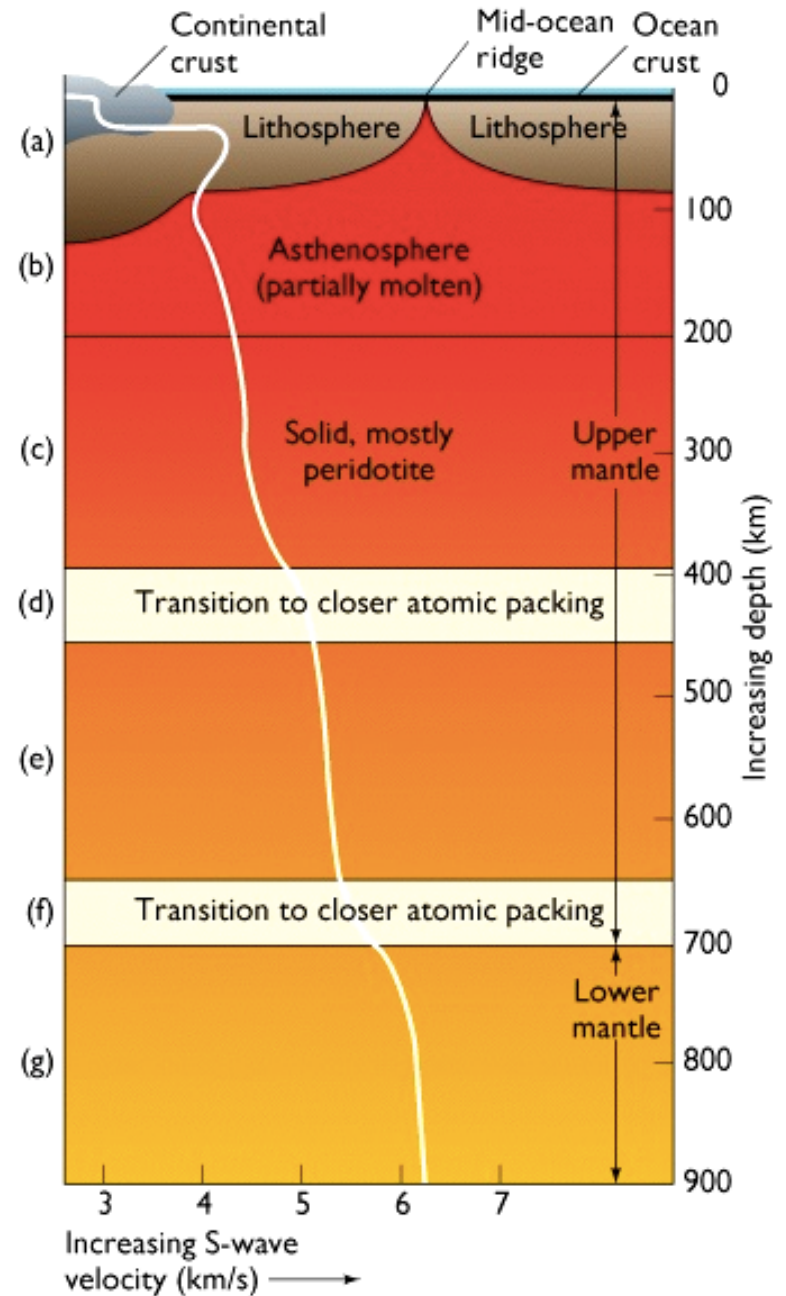 Continental
crust
Mid-ocean
ridge
Ocean
crust
0
(a)
Lithosphere
Lithosphere
100
(b)
Asthenosphere
(partially molten)
200
(c)
Solid, mostly
peridotite
Upper
mantle
300
400
(d)
Transition to closer atomic packing
Increasing depth (km)
500
(e)
600
(f)
Transition to closer atomic packing
700
Lower
mantle
(g)
800
900
3 4 5 6 7
Increasing S-wave
velocity (km/s)